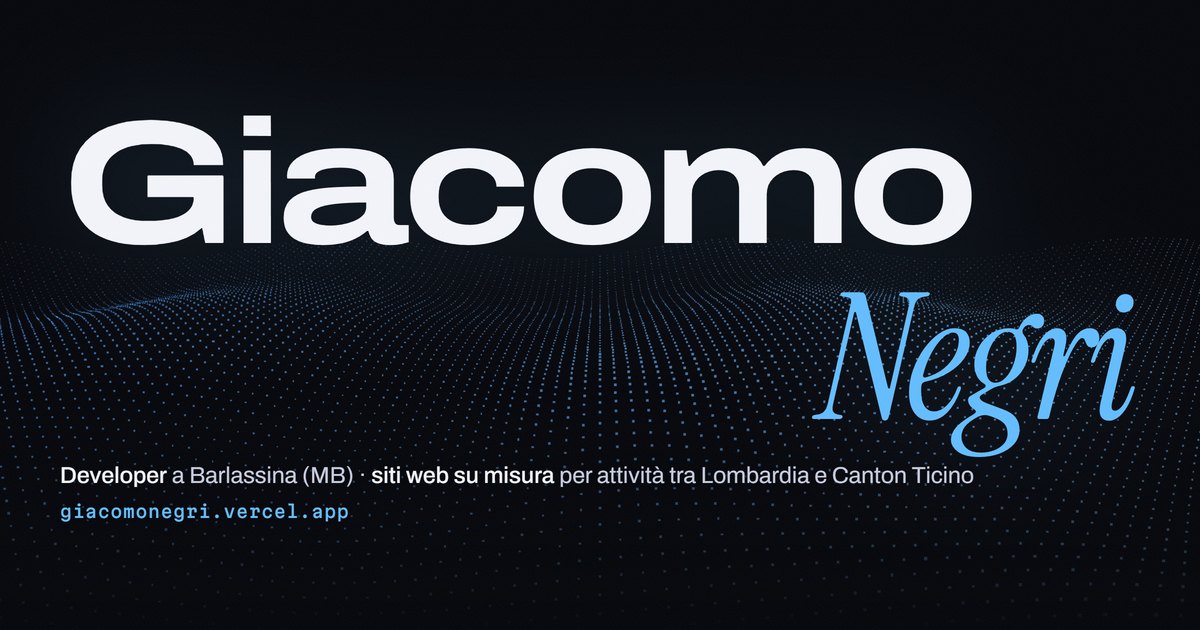 Giacomo
Negri
Developer a Barlassina (MB) · siti web su misura per attività tra Lombardia e Canton Ticino
giacomonegri.vercel.app